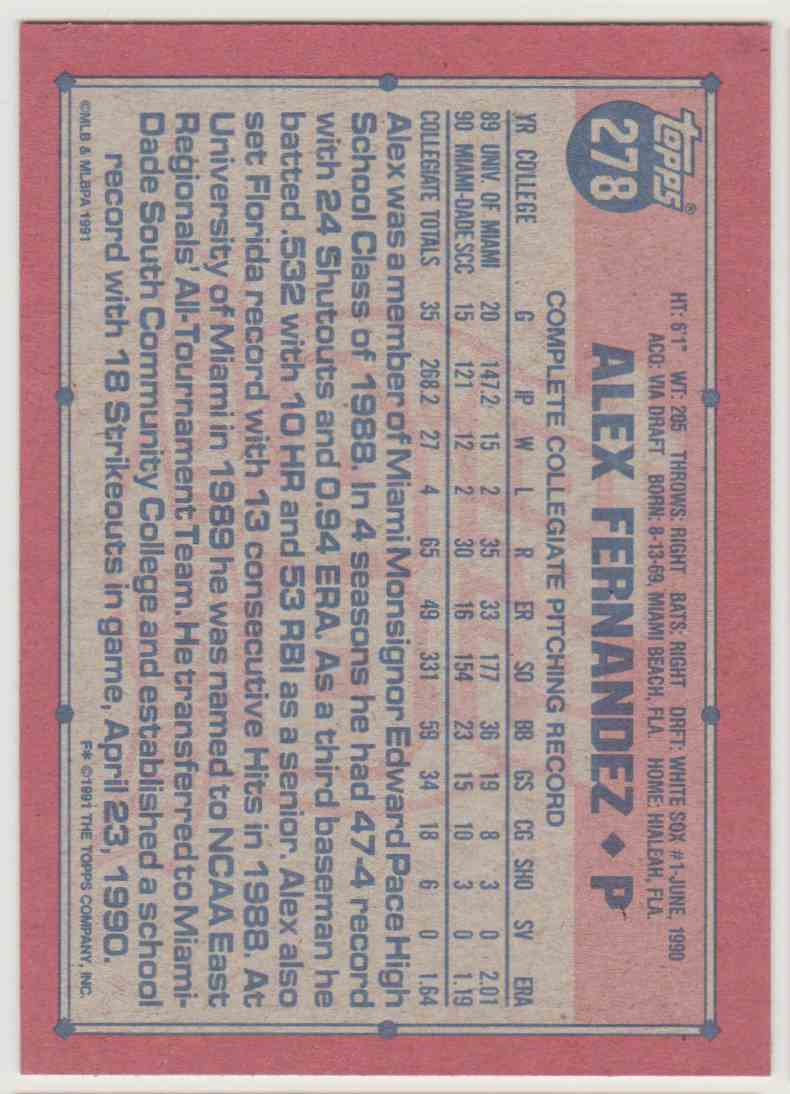 topps®
278
HT: 6'1" WT: 205 THROWS: RIGHT BATS: RIGHT DRFT: WHITE SOX #1-JUNE, 1990
ACQ: VIA DRAFT BORN: 8-13-69, MIAMI BEACH, FLA. HOME: HIALEAH, FLA.
ALEX FERNANDEZ ♦ P
COMPLETE COLLEGIATE PITCHING RECORD
YR COLLEGE G IP W L R ER SO BB GS CG SHO SV ERA
89 UNIV. OF MIAMI 20 147.2 15 2 35 33 177 36 19 8 3 0 2.01
90 MIAMI-DADE SCC 15 121 12 2 30 16 154 23 15 10 3 0 1.19
COLLEGIATE TOTALS 35 268.2 27 4 65 49 331 59 34 18 6 0 1.64
Alex was a member of Miami Monsignor Edward Pace High
School Class of 1988. In 4 seasons he had 47-4 record
with 24 Shutouts and 0.94 ERA. As a third baseman he
batted .532 with 10 HR and 53 RBI as a senior. Alex also
set Florida record with 13 consecutive Hits in 1988. At
University of Miami in 1989 he was named to NCAA East
Regionals' All-Tournament Team. He transferred to Miami-
Dade South Community College and established a school
record with 18 Strikeouts in game, April 23, 1990.
©MLB & MLBPA 1991
F* ©1991 THE TOPPS COMPANY, INC.